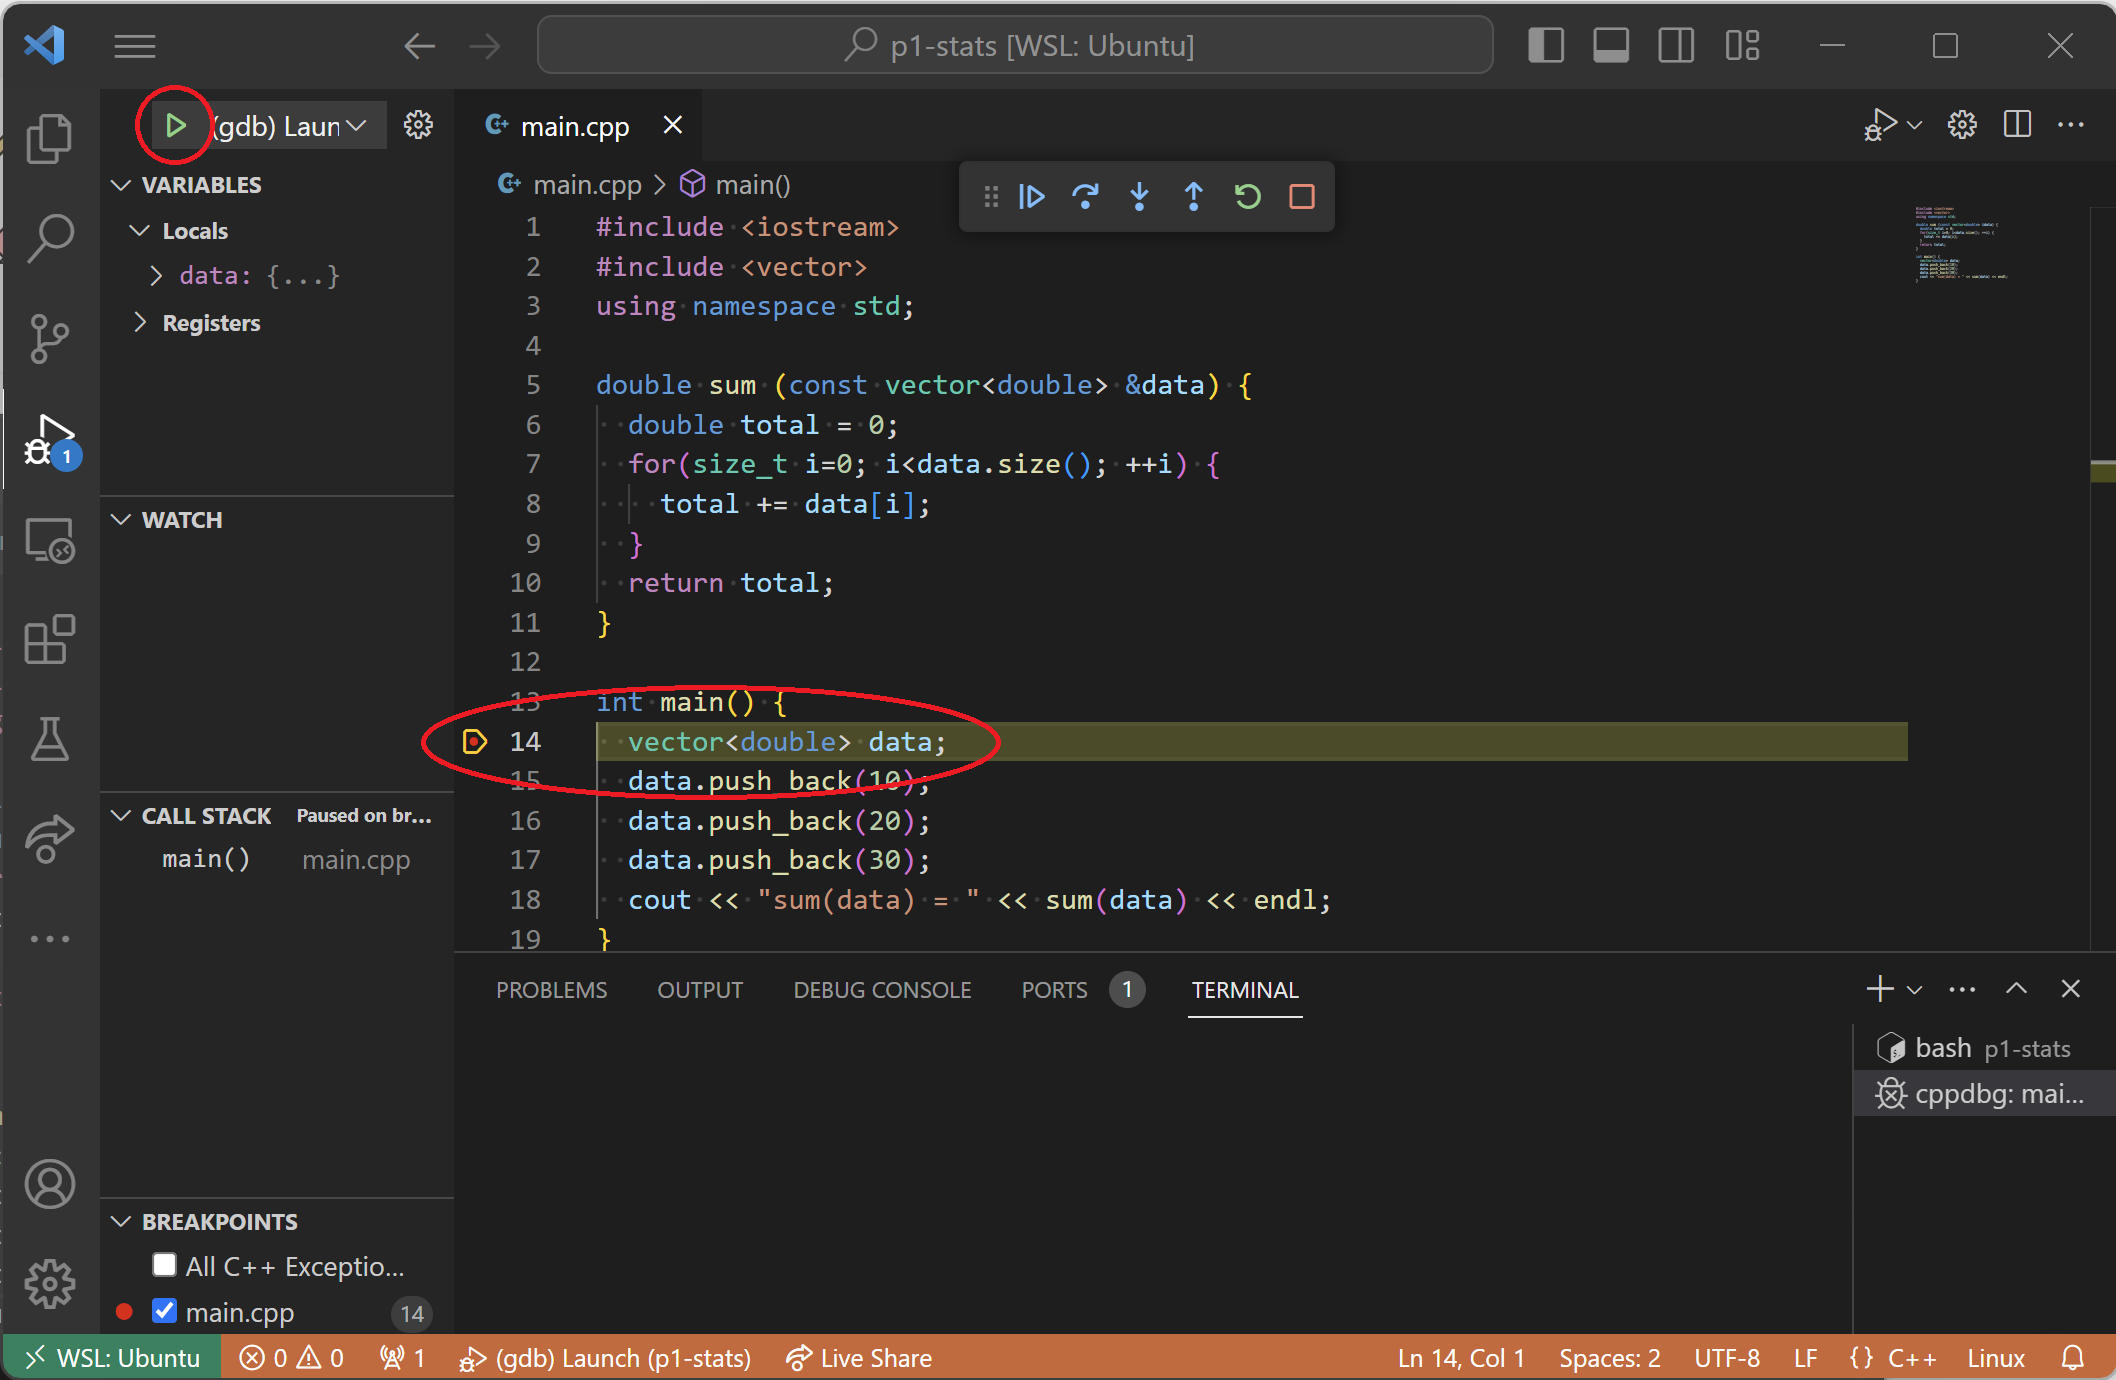 p1-stats [WSL: Ubuntu]
(gdb) Laun
main.cpp
VARIABLES
Locals
data: {...}
Registers
WATCH
CALL STACK Paused on br...
main() main.cpp
BREAKPOINTS
All C++ Exceptio...
main.cpp 14
main.cpp > main()
1 #include <iostream>
2 #include <vector>
3 using namespace std;
4
5 double sum (const vector<double> &data) {
6 double total = 0;
7 for(size_t i=0; i<data.size(); ++i) {
8 total += data[i];
9 }
10 return total;
11 }
12
13 int main() {
14 vector<double> data;
15 data.push_back(10);
16 data.push_back(20);
17 data.push_back(30);
18 cout << "sum(data) = " << sum(data) << endl;
19 }
1
PROBLEMS OUTPUT DEBUG CONSOLE PORTS 1 TERMINAL
bash p1-stats
cppdbg: mai...
WSL: Ubuntu 0 0 1 (gdb) Launch (p1-stats) Live Share Ln 14, Col 1 Spaces: 2 UTF-8 LF {} C++ Linux